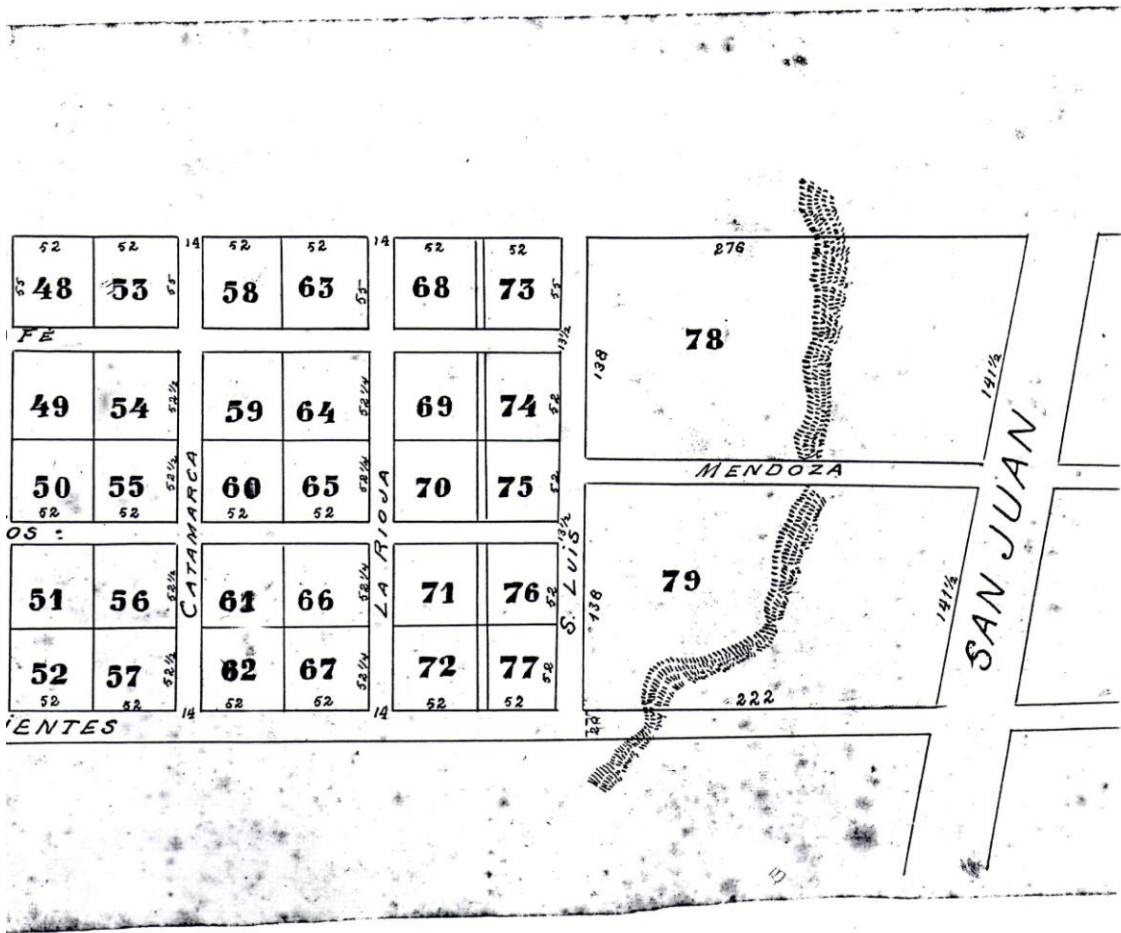 52 52 14 52 52 14 52 52 276
55 48 53 55 58 63 55 68 73 55 78
FÉ 13½
138 141½
49 54 52½ 59 64 52¼ 69 74 52
MENDOZA
50 55 52½ 60 65 52¼ 70 75 52
52 52 52 52
OS : 13½
CATAMARCA
LA RIOJA
S. LUIS
SAN JUAN
51 56 52½ 61 66 52¼ 71 76 52 79
138 141½
52 57 52½ 62 67 52¼ 72 77 52
52 52 14 52 52 14 52 52 222
IENTES